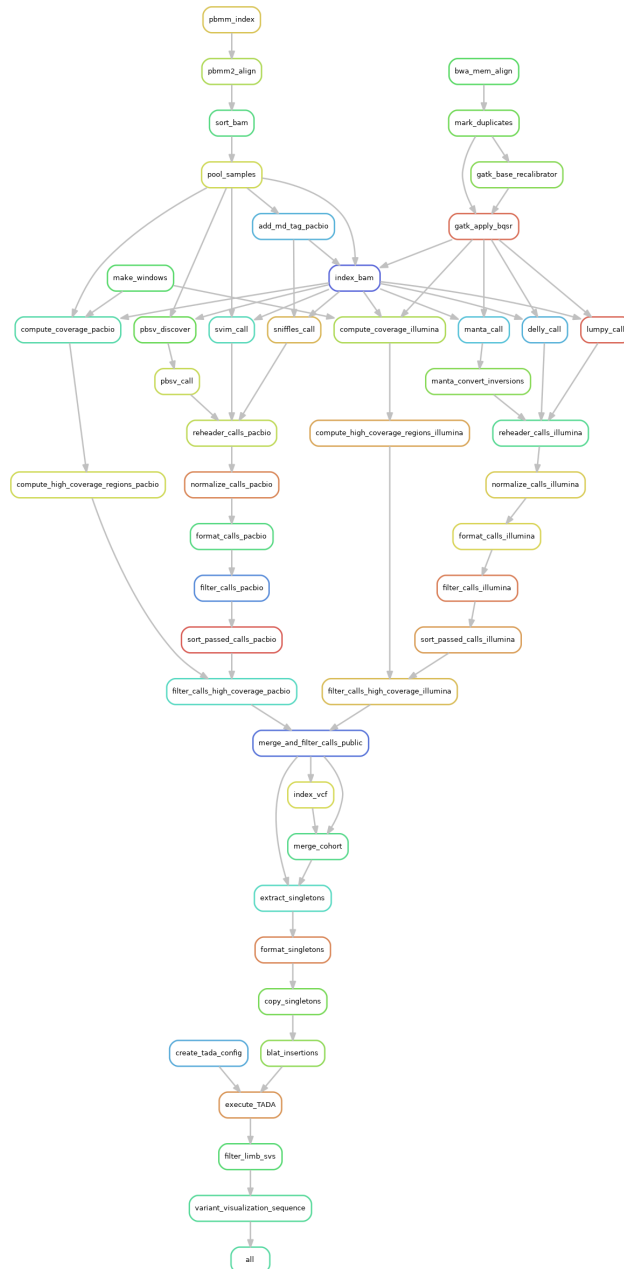 pbmm_index
pbmm2_align
bwa_mem_align
sort_bam
mark_duplicates
pool_samples
gatk_base_recalibrator
add_md_tag_pacbio
gatk_apply_bqsr
make_windows
index_bam
compute_coverage_pacbio
pbsv_discover
svim_call
sniffles_call
compute_coverage_illumina
manta_call
delly_call
lumpy_call
pbsv_call
manta_convert_inversions
reheader_calls_pacbio
compute_high_coverage_regions_illumina
reheader_calls_illumina
compute_high_coverage_regions_pacbio
normalize_calls_pacbio
normalize_calls_illumina
format_calls_pacbio
format_calls_illumina
filter_calls_pacbio
filter_calls_illumina
sort_passed_calls_pacbio
sort_passed_calls_illumina
filter_calls_high_coverage_pacbio
filter_calls_high_coverage_illumina
merge_and_filter_calls_public
index_vcf
merge_cohort
extract_singletons
format_singletons
copy_singletons
create_tada_config
blat_insertions
execute_TADA
filter_limb_svs
variant_visualization_sequence
all